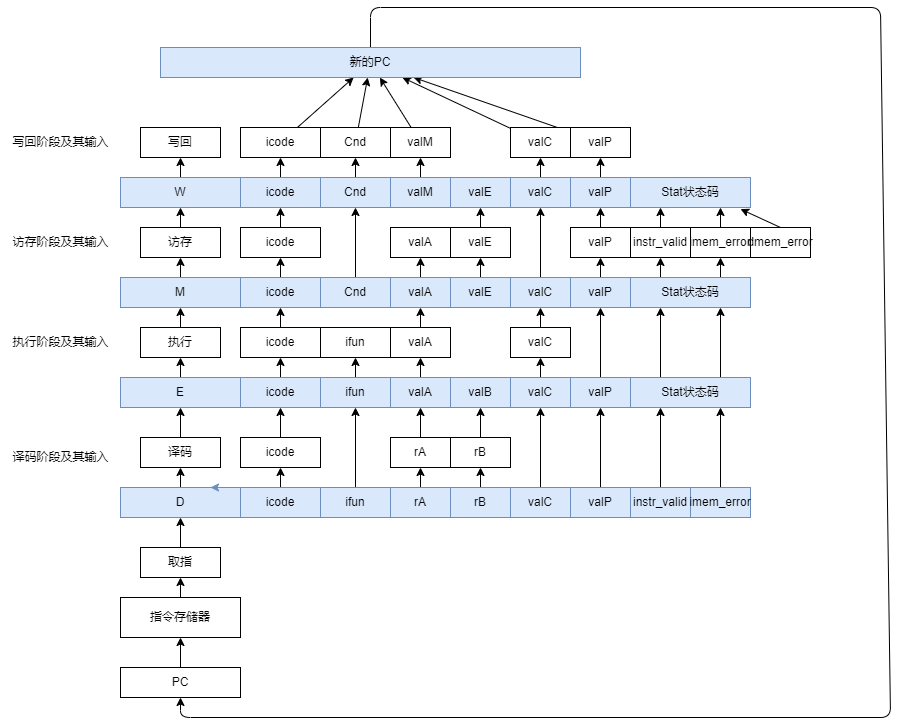 新的PC
写回阶段及其输入 写回 icode Cnd valM valC valP
W icode Cnd valM valE valC valP Stat状态码
访存阶段及其输入 访存 icode valA valE valP instr_valid imem_error dmem_error
M icode Cnd valA valE valC valP Stat状态码
执行阶段及其输入 执行 icode ifun valA valC
E icode ifun valA valB valC valP Stat状态码
译码阶段及其输入 译码 icode rA rB
D icode ifun rA rB valC valP instr_valid imem_error
取指
指令存储器
PC